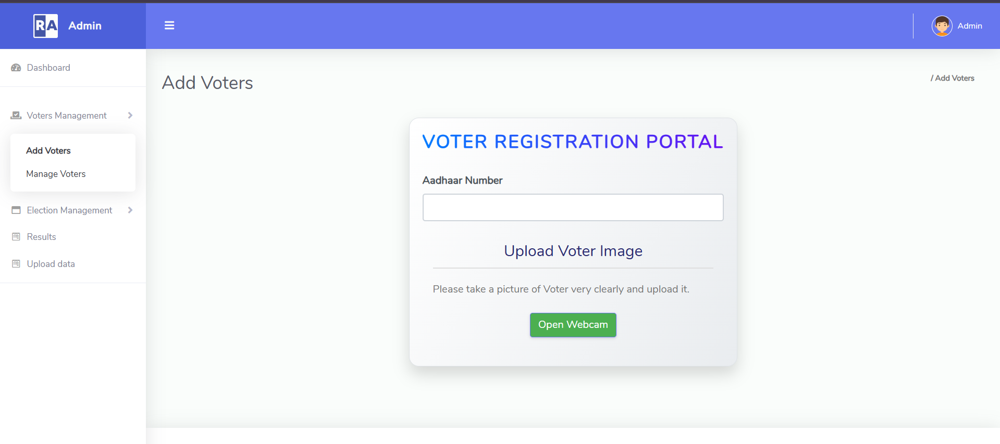 RA Admin
Admin
Dashboard
Voters Management
Add Voters
Manage Voters
Election Management
Results
Upload data
Add Voters
/ Add Voters
VOTER REGISTRATION PORTAL
Aadhaar Number
Upload Voter Image
Please take a picture of Voter very clearly and upload it.
Open Webcam